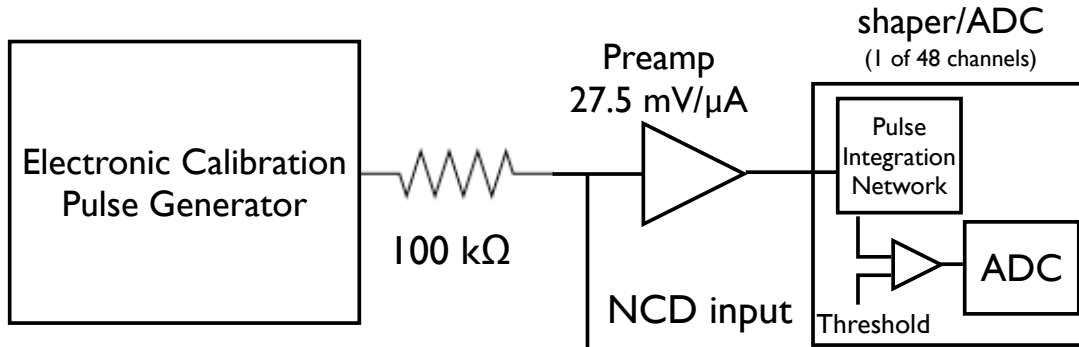 shaper/ADC
(1 of 48 channels)
Preamp
27.5 mV/μA
Electronic Calibration
Pulse Generator
100 kΩ
Pulse
Integration
Network
ADC
NCD input
Threshold